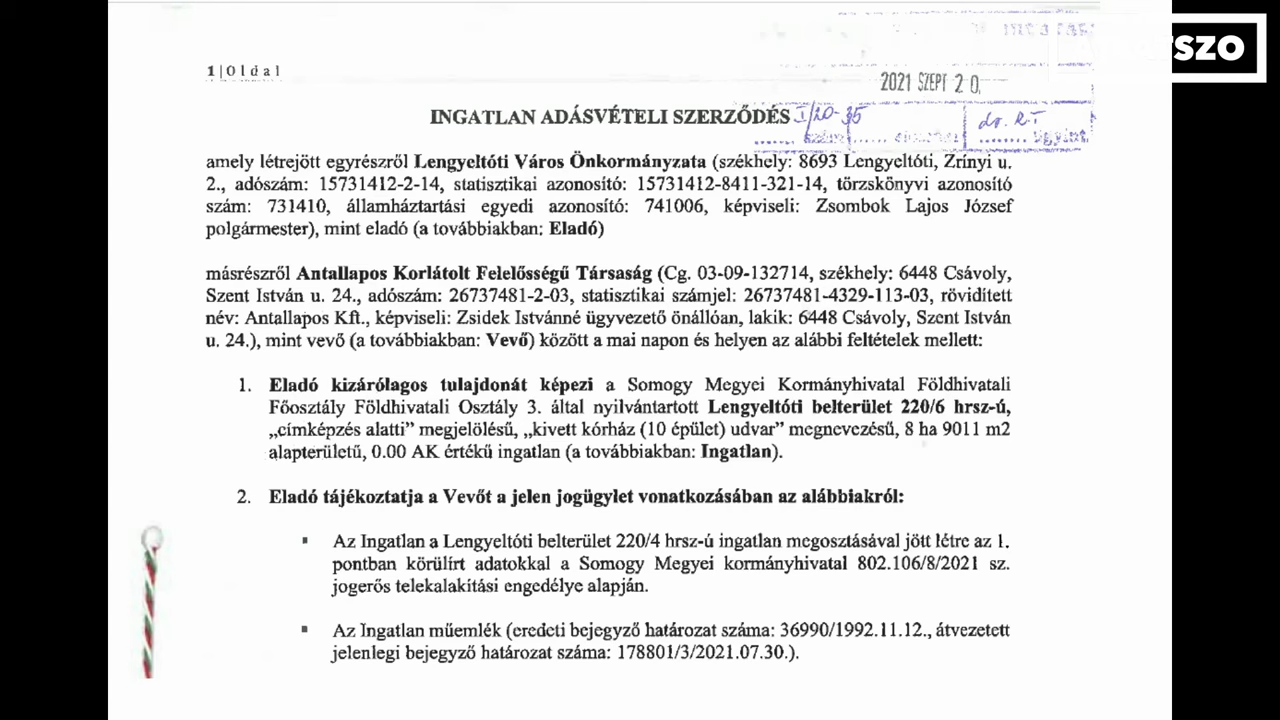 1|Oldal
2021 SZEPT 20.
INGATLAN ADÁSVÉTELI SZERZŐDÉS
I/20-35
dr. R.T
amely létrejött egyrészről Lengyeltóti Város Önkormányzata (székhely: 8693 Lengyeltóti, Zrínyi u.
2., adószám: 15731412-2-14, statisztikai azonosító: 15731412-8411-321-14, törzskönyvi azonosító
szám: 731410, államháztartási egyedi azonosító: 741006, képviseli: Zsombok Lajos József
polgármester), mint eladó (a továbbiakban: Eladó)
másrészről Antallapos Korlátolt Felelősségű Társaság (Cg. 03-09-132714, székhely: 6448 Csávoly,
Szent István u. 24., adószám: 26737481-2-03, statisztikai számjel: 26737481-4329-113-03, rövidített
név: Antallapos Kft., képviseli: Zsidek Istvánné ügyvezető önállóan, lakik: 6448 Csávoly, Szent István
u. 24.), mint vevő (a továbbiakban: Vevő) között a mai napon és helyen az alábbi feltételek mellett:
1. Eladó kizárólagos tulajdonát képezi a Somogy Megyei Kormányhivatal Földhivatali
Főosztály Földhivatali Osztály 3. által nyilvántartott Lengyeltóti belterület 220/6 hrsz-ú,
„címképzés alatti” megjelölésű, „kivett kórház (10 épület) udvar” megnevezésű, 8 ha 9011 m2
alapterületű, 0.00 AK értékű ingatlan (a továbbiakban: Ingatlan).
2. Eladó tájékoztatja a Vevőt a jelen jogügylet vonatkozásában az alábbiakról:
▪ Az Ingatlan a Lengyeltóti belterület 220/4 hrsz-ú ingatlan megosztásával jött létre az 1.
pontban körülírt adatokkal a Somogy Megyei kormányhivatal 802.106/8/2021 sz.
jogerős telekalakítási engedélye alapján.
▪ Az Ingatlan műemlék (eredeti bejegyző határozat száma: 36990/1992.11.12., átvezetett
jelenlegi bejegyző határozat száma: 178801/3/2021.07.30.).